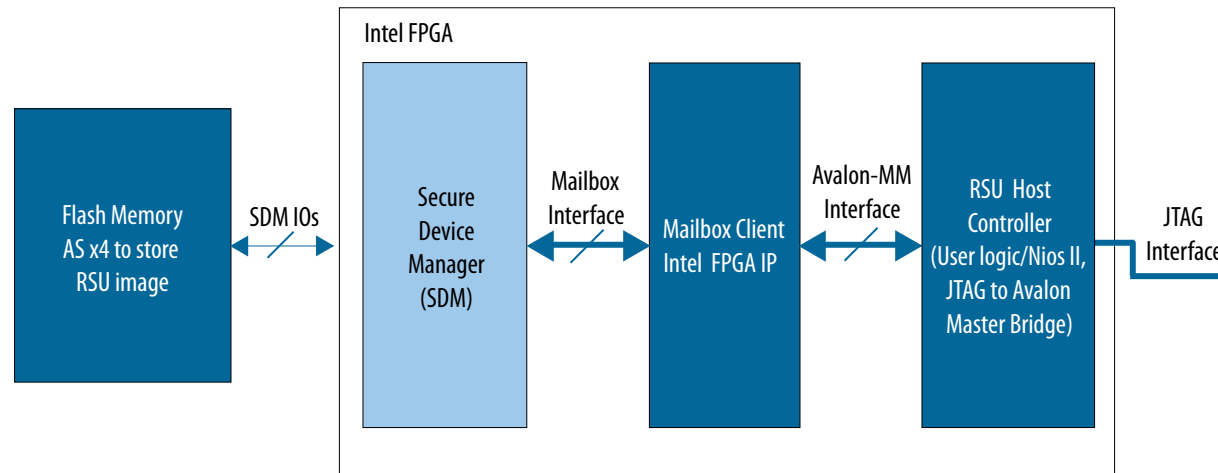 Intel FPGA
Flash Memory
AS x4 to store
RSU image
SDM IOs
Secure
Device
Manager
(SDM)
Mailbox
Interface
Mailbox Client
Intel FPGA IP
Avalon-MM
Interface
RSU Host
Controller
(User logic/Nios II,
JTAG to Avalon
Master Bridge)
JTAG
Interface